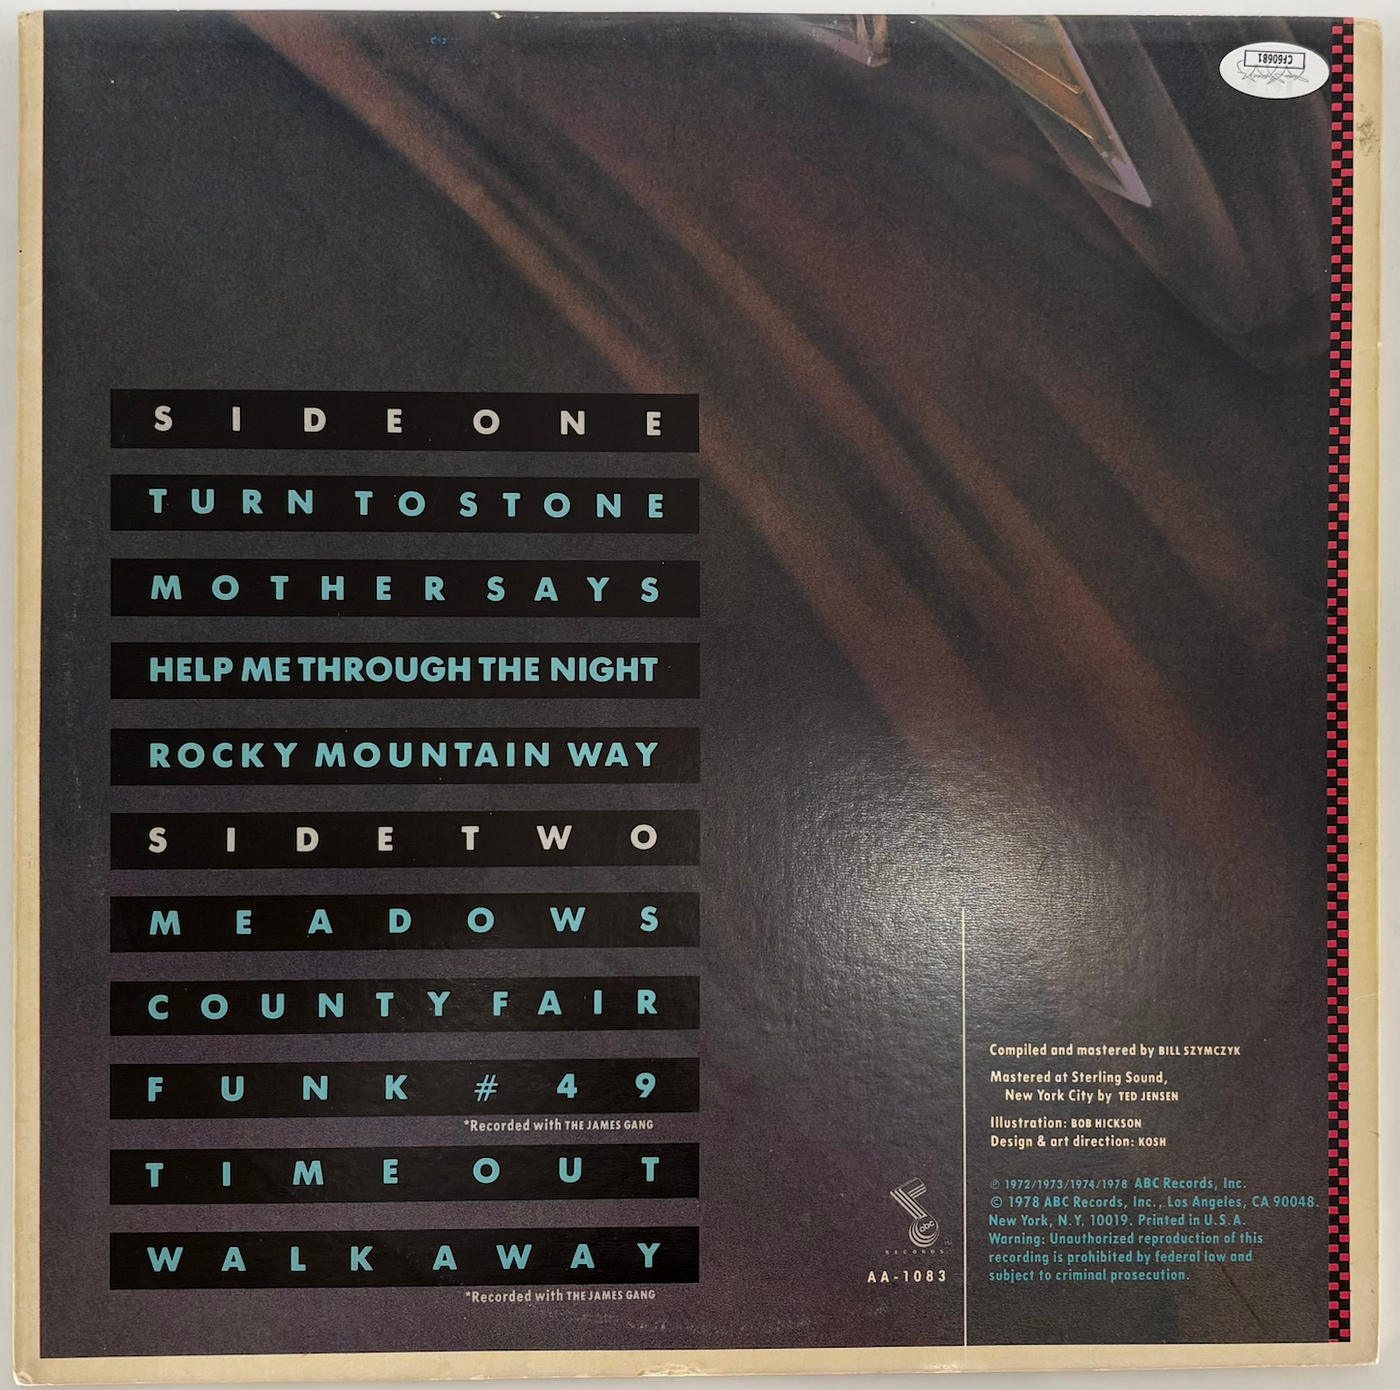 CF60681
SIDE ONE
TURN TO STONE
MOTHER SAYS
HELP ME THROUGH THE NIGHT
ROCKY MOUNTAIN WAY
SIDE TWO
MEADOWS
COUNTY FAIR
FUNK #49
*Recorded with THE JAMES GANG
TIME OUT
WALK AWAY
*Recorded with THE JAMES GANG
abc
RECORDS
AA-1083
Compiled and mastered by BILL SZYMCZYK
Mastered at Sterling Sound,
New York City by TED JENSEN
Illustration: BOB HICKSON
Design & art direction: KOSH
℗ 1972/1973/1974/1978 ABC Records, Inc.
© 1978 ABC Records, Inc., Los Angeles, CA 90048.
New York, N.Y. 10019. Printed in U.S.A.
Warning: Unauthorized reproduction of this
recording is prohibited by federal law and
subject to criminal prosecution.